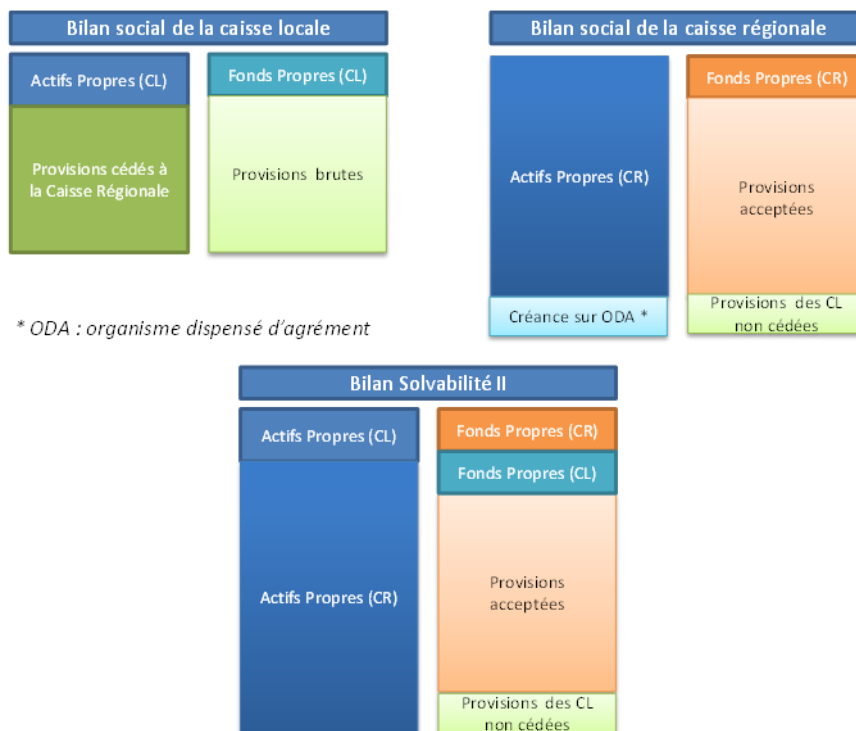 Bilan social de la caisse locale
Actifs Propres (CL)
Fonds Propres (CL)
Provisions cédés à
la Caisse Régionale
Provisions brutes
Bilan social de la caisse régionale
Fonds Propres (CR)
Actifs Propres (CR)
Provisions
acceptées
Créance sur ODA *
Provisions des CL
non cédées
* ODA : organisme dispensé d'agrément
Bilan Solvabilité II
Actifs Propres (CL)
Fonds Propres (CR)
Fonds Propres (CL)
Actifs Propres (CR)
Provisions
acceptées
Provisions des CL
non cédées